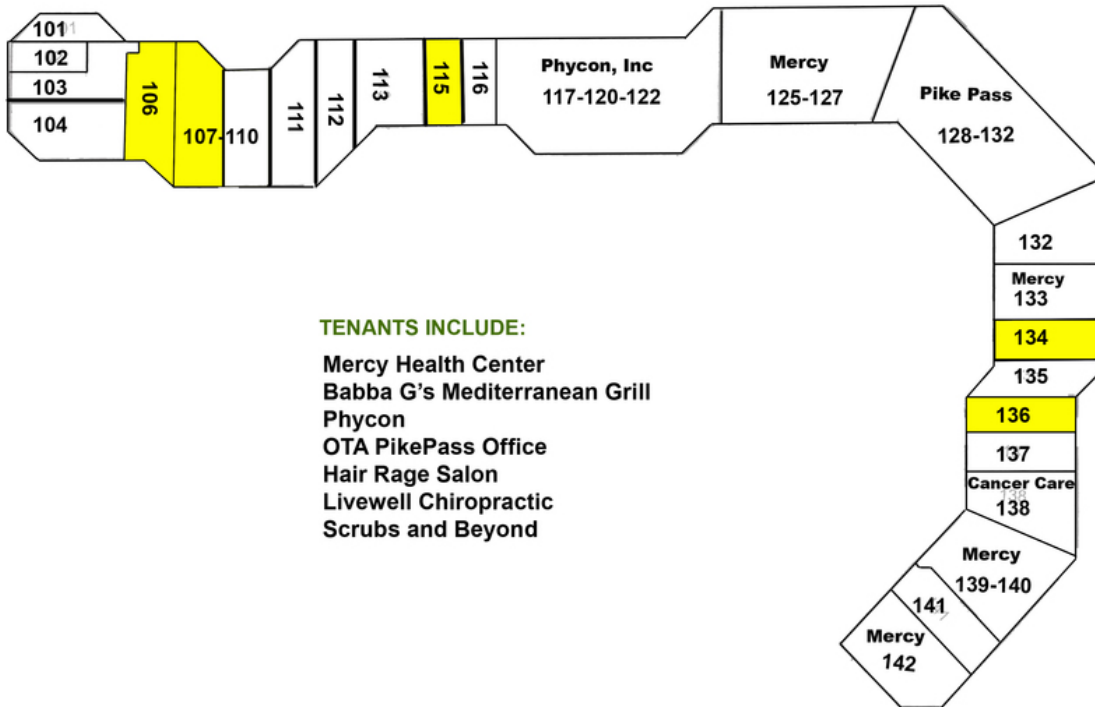 101
102
103
104
106
107-110
111
112
113
115
116
Phycon, Inc
117-120-122
Mercy
125-127
Pike Pass
128-132
132
Mercy
133
134
135
136
137
Cancer Care
138
138
Mercy
139-140
141
Mercy
142
TENANTS INCLUDE:
Mercy Health Center
Babba G's Mediterranean Grill
Phycon
OTA PikePass Office
Hair Rage Salon
Livewell Chiropractic
Scrubs and Beyond